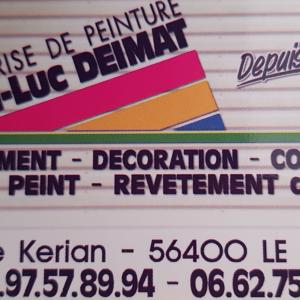 RISE DE PEINTURE
-LUC DEIMAT
Depuis
MENT - DECORATION - CO
PEINT - REVETEMENT
e Kerian - 56400 LE
.97.57.89.94 - 06.62.75